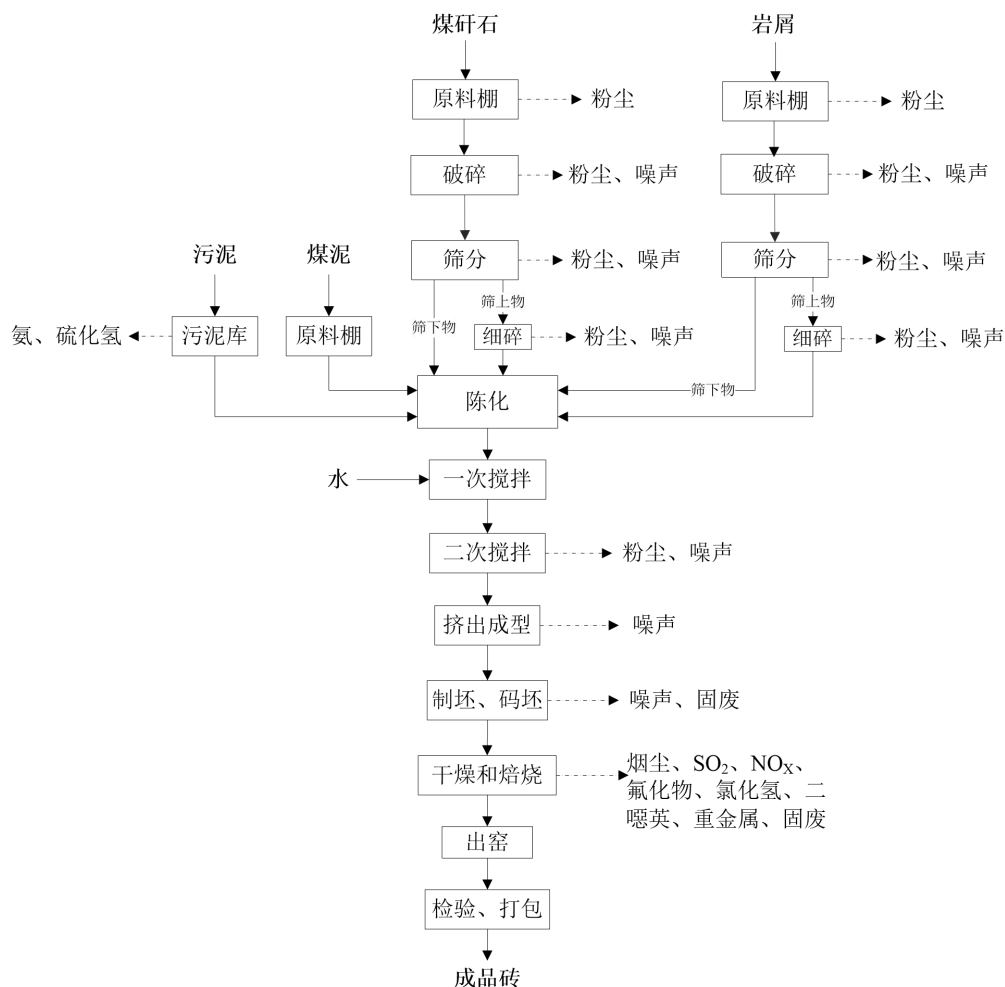 煤矸石
岩屑
原料棚
粉尘
原料棚
粉尘
破碎
粉尘、噪声
破碎
粉尘、噪声
污泥
煤泥
筛分
粉尘、噪声
筛分
粉尘、噪声
筛下物
筛上物
筛上物
氨、硫化氢
污泥库
原料棚
细碎
粉尘、噪声
细碎
粉尘、噪声
陈化
筛下物
水
一次搅拌
二次搅拌
粉尘、噪声
挤出成型
噪声
制坯、码坯
噪声、固废
干燥和焙烧
烟尘、SO₂、NOX、
氟化物、氯化氢、二
噁英、重金属、固废
出窑
检验、打包
成品砖